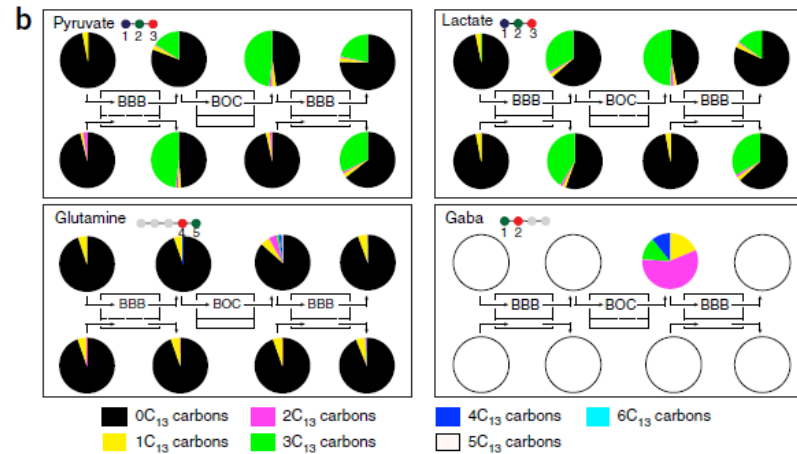 b
Pyruvate
1 2 3
BBB BOC BBB
Lactate
1 2 3
BBB BOC BBB
Glutamine
4 5
BBB BOC BBB
Gaba
1 2
BBB BOC BBB
0C₁₃ carbons
2C₁₃ carbons
4C₁₃ carbons
6C₁₃ carbons
1C₁₃ carbons
3C₁₃ carbons
5C₁₃ carbons